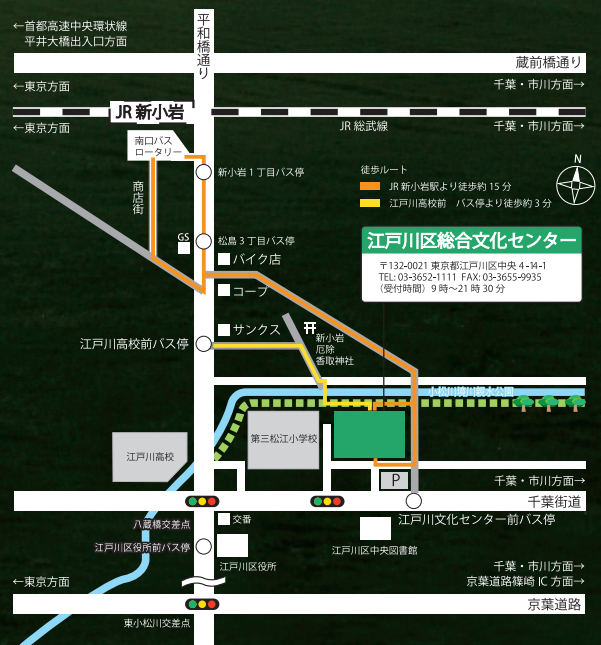 ←首都高速中央環状線
平井大橋出入口方面
平和橋通り
蔵前橋通り
←東京方面
千葉・市川方面→
JR 新小岩
←東京方面
JR 総武線
千葉・市川方面→
南口バス
ロータリー
新小岩 1 丁目バス停
商店街
徒歩ルート
JR 新小岩駅より徒歩約 15 分
江戸川高校前　バス停より徒歩約 3 分
N
GS
松島 3 丁目バス停
バイク店
コープ
江戸川区総合文化センター
〒132-0021 東京都江戸川区中央 4-14-1
TEL: 03-3652-1111 FAX: 03-3655-9935
（受付時間）9 時〜21 時 30 分
サンクス
江戸川高校前バス停
新小岩
厄除
香取神社
小松川境川親水公園
第三松江小学校
江戸川高校
P
千葉・市川方面→
千葉街道
八蔵橋交差点
交番
江戸川文化センター前バス停
江戸川区役所前バス停
江戸川区役所
江戸川区中央図書館
千葉・市川方面→
←東京方面
京葉道路篠崎 IC 方面→
京葉道路
東小松川交差点